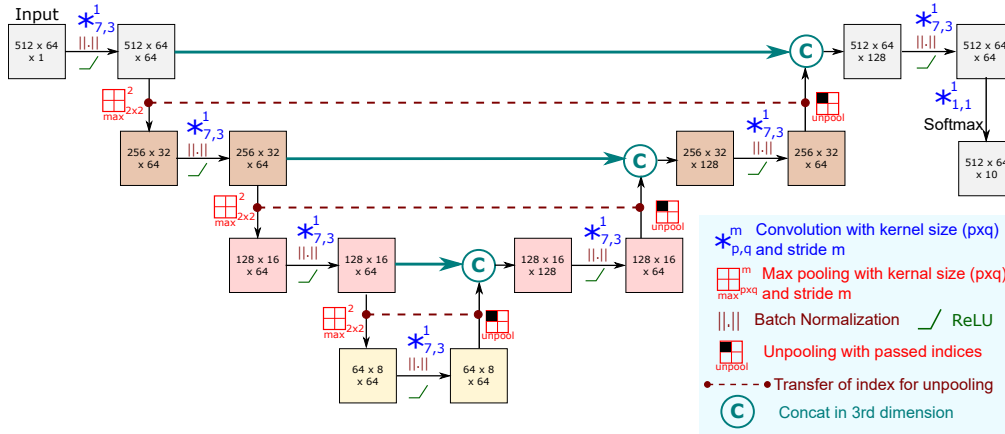 Input
*1 7,3
||.||
512 x 64
x 1
512 x 64
x 64
C
512 x 64
x 128
*1 7,3
||.||
512 x 64
x 64
max 2 2x2
unpool
*1 1,1
Softmax
512 x 64
x 10
256 x 32
x 64
*1 7,3
||.||
256 x 32
x 64
C
256 x 32
x 128
*1 7,3
||.||
256 x 32
x 64
max 2 2x2
unpool
128 x 16
x 64
*1 7,3
||.||
128 x 16
x 64
C
128 x 16
x 128
*1 7,3
||.||
128 x 16
x 64
max 2 2x2
unpool
64 x 8
x 64
*1 7,3
||.||
64 x 8
x 64
*m p,q Convolution with kernel size (pxq)
and stride m
max m pxq Max pooling with kernal size (pxq)
and stride m
||.|| Batch Normalization
ReLU
unpool Unpooling with passed indices
Transfer of index for unpooling
C Concat in 3rd dimension